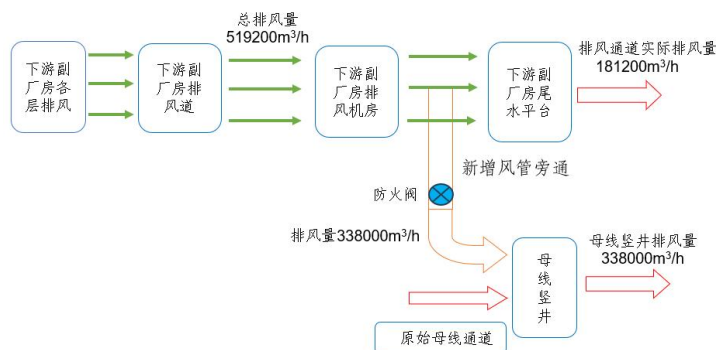 总排风量
519200m³/h
排风通道实际排风量
181200m³/h
下游副
厂房各
层排风
下游副
厂房排
风道
下游副
厂房排
风机房
下游副
厂房尾
水平台
新增风管旁通
防火阀
排风量338000m³/h
母线竖井排风量
338000m³/h
母
线
竖
井
原始母线通道